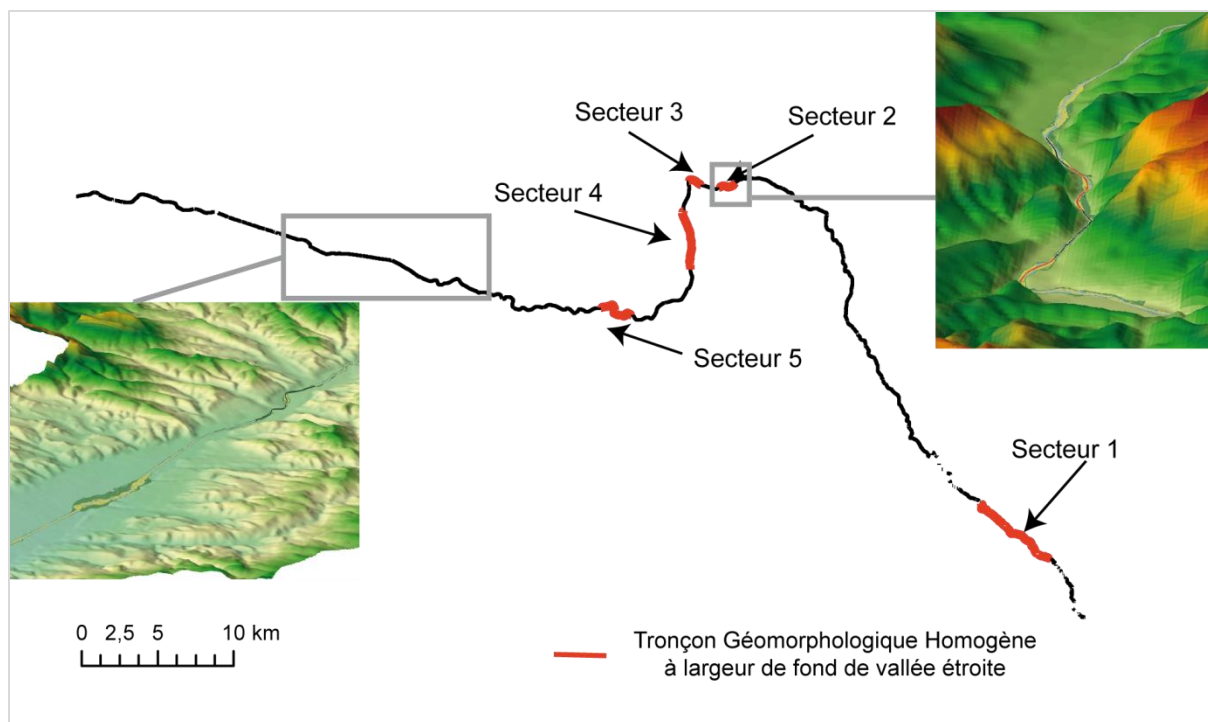 Secteur 3
Secteur 2
Secteur 4
Secteur 5
Secteur 1
0 2,5 5 10 km
Tronçon Géomorphologique Homogène
à largeur de fond de vallée étroite